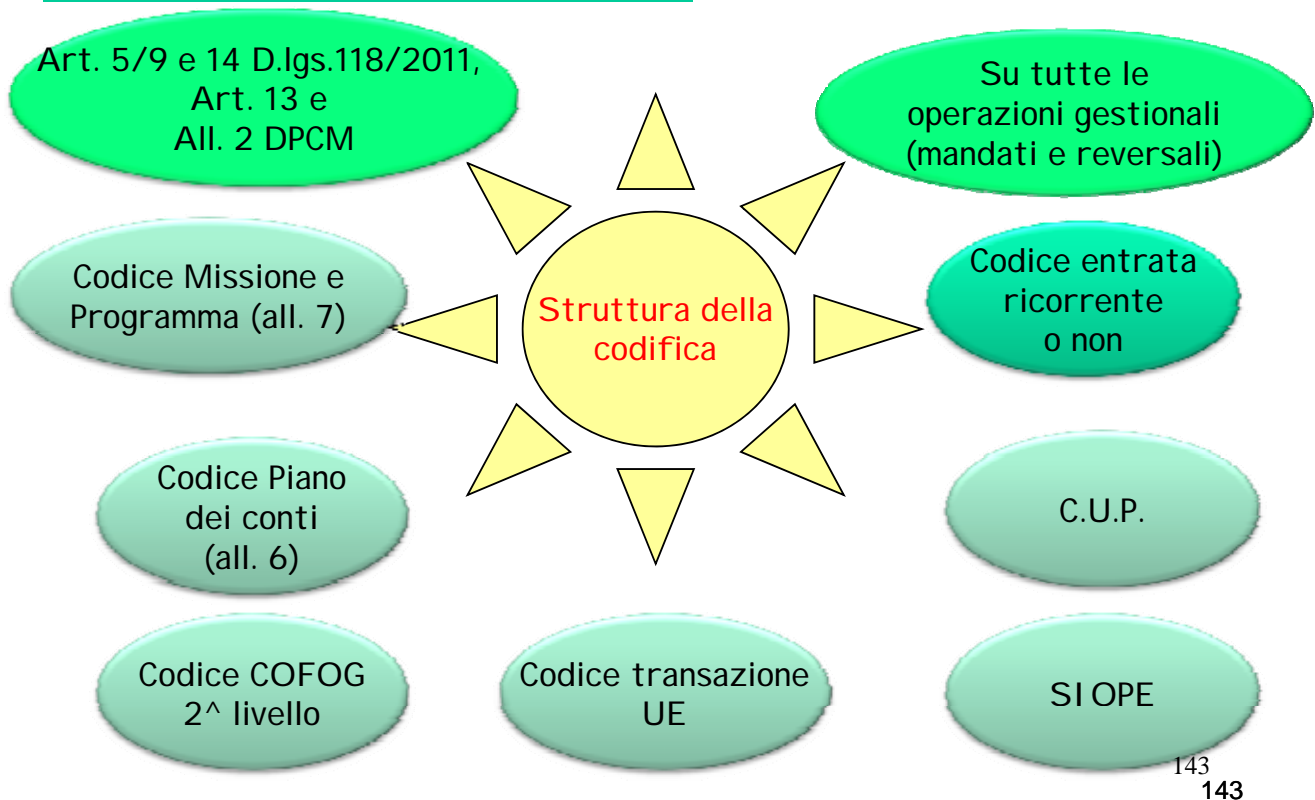 Art. 5/9 e 14 D.lgs.118/2011,
Art. 13 e
All. 2 DPCM
Su tutte le
operazioni gestionali
(mandati e reversali)
Codice Missione e
Programma (all. 7)
Struttura della
codifica
Codice entrata
ricorrente
o non
Codice Piano
dei conti
(all. 6)
C.U.P.
Codice COFOG
2^ livello
Codice transazione
UE
SIOPE
143
143